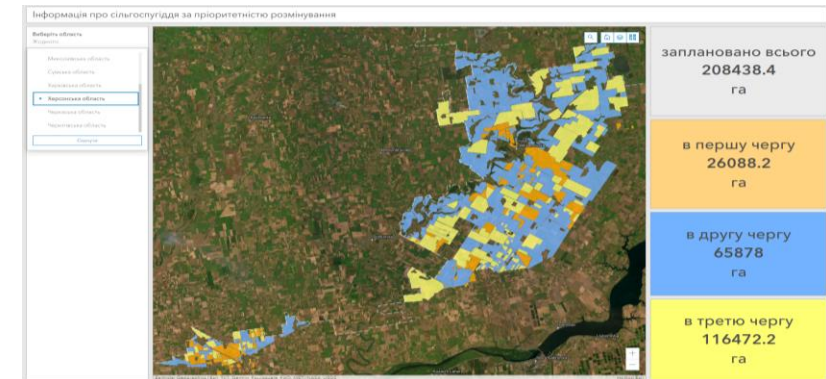 Інформація про сільгоспугіддя за пріоритетністю розмінування
Виберіть область
Миколаївська область
Сумська область
Харківська область
Херсонська область
Черкаська область
Чернігівська область
заплановано всього
208438.4
га
в першу чергу
26088.2
га
в другу чергу
65878
га
в третю чергу
116472.2
га